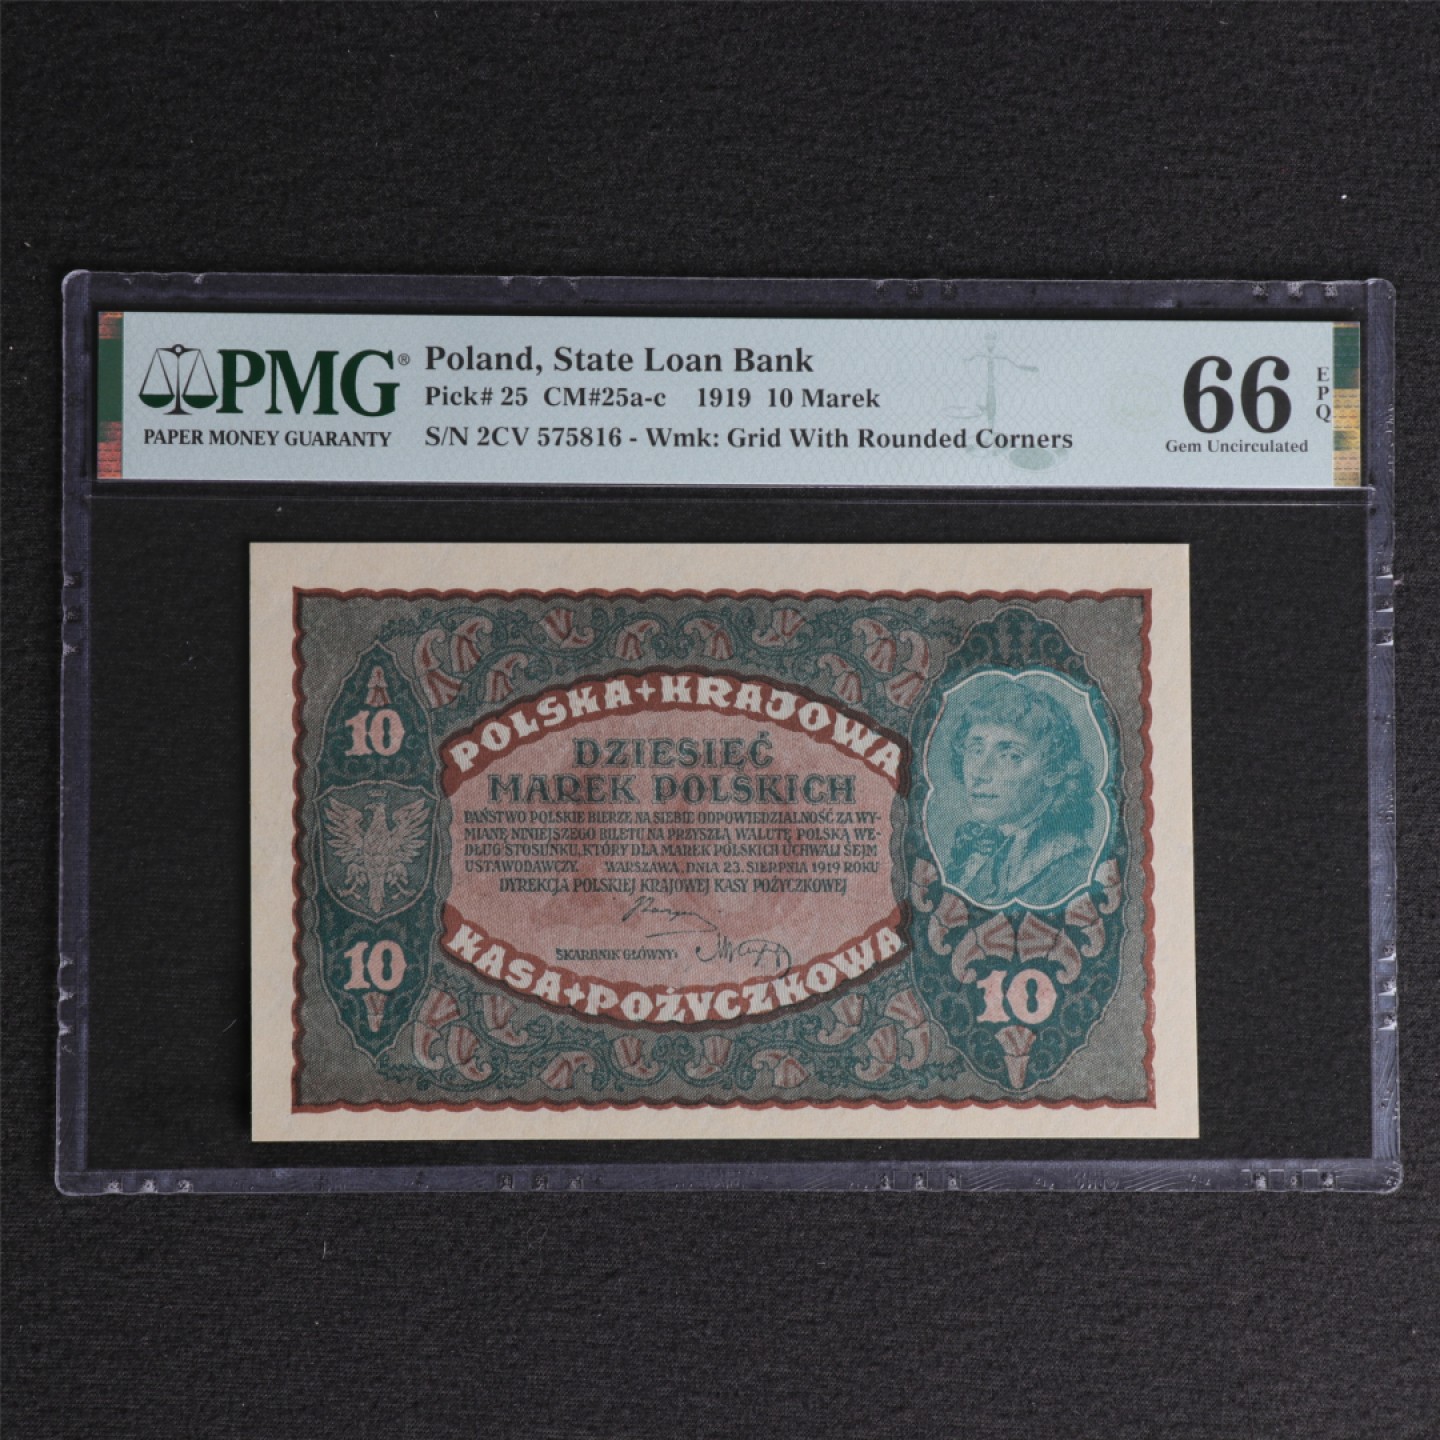 PMG®
PAPER MONEY GUARANTY
Poland, State Loan Bank
Pick# 25 CM#25a-c 1919 10 Marek
S/N 2CV 575816 - Wmk: Grid With Rounded Corners
66
EPQ
Gem Uncirculated
POLSKA+KRAJOWA
10
DZIESIĘĆ
MAREK POLSKICH
PAŃSTWO POLSKIE BIERZE NA SIEBIE ODPOWIEDZIALNOŚĆ ZA WY-
MIANĘ NINIEJSZEGO BILETU NA PRZYSZŁĄ WALUTĘ POLSKĄ WE-
DŁUG STOSUNKU, KTÓRY DLA MAREK POLSKICH UCHWALI SEJM
USTAWODAWCZY. WARSZAWA, DNIA 23. SIERPNIA 1919 ROKU
DYREKCJA POLSKIEJ KRAJOWEJ KASY POŻYCZKOWEJ
SKARBNIK GŁÓWNY:
10
10
KASA+POŻYCZKOWA